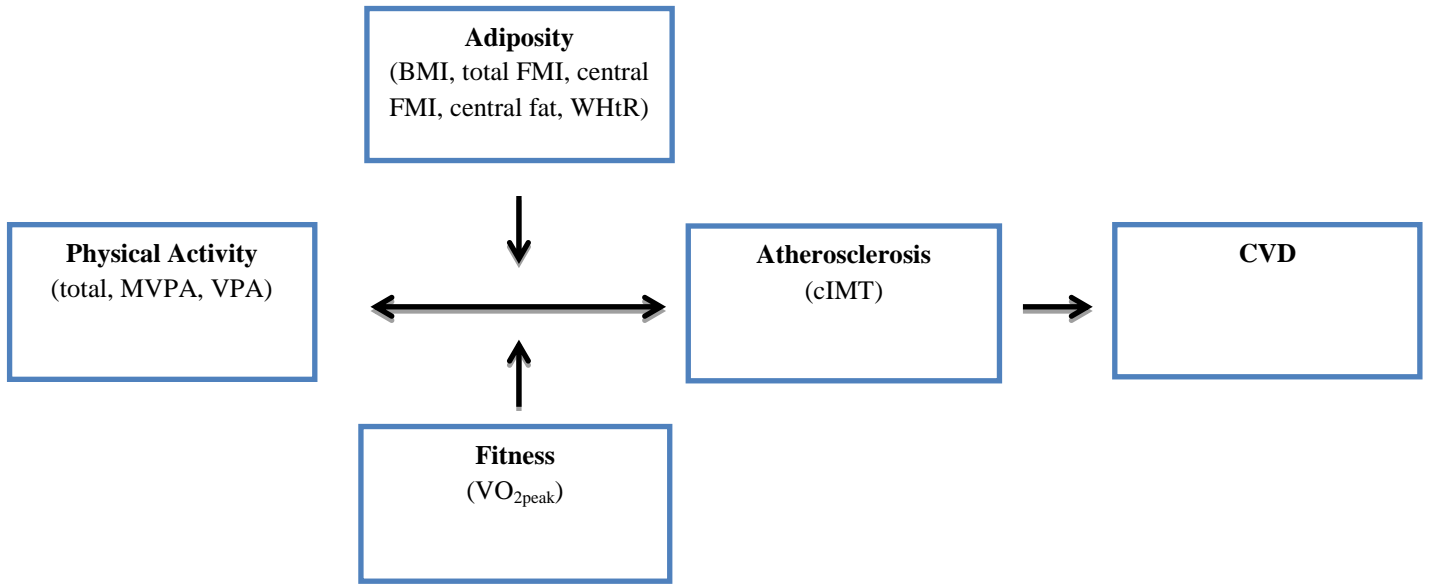 Adiposity
(BMI, total FMI, central
FMI, central fat, WHtR)
Physical Activity
(total, MVPA, VPA)
Atherosclerosis
(cIMT)
CVD
Fitness
(VO2peak)